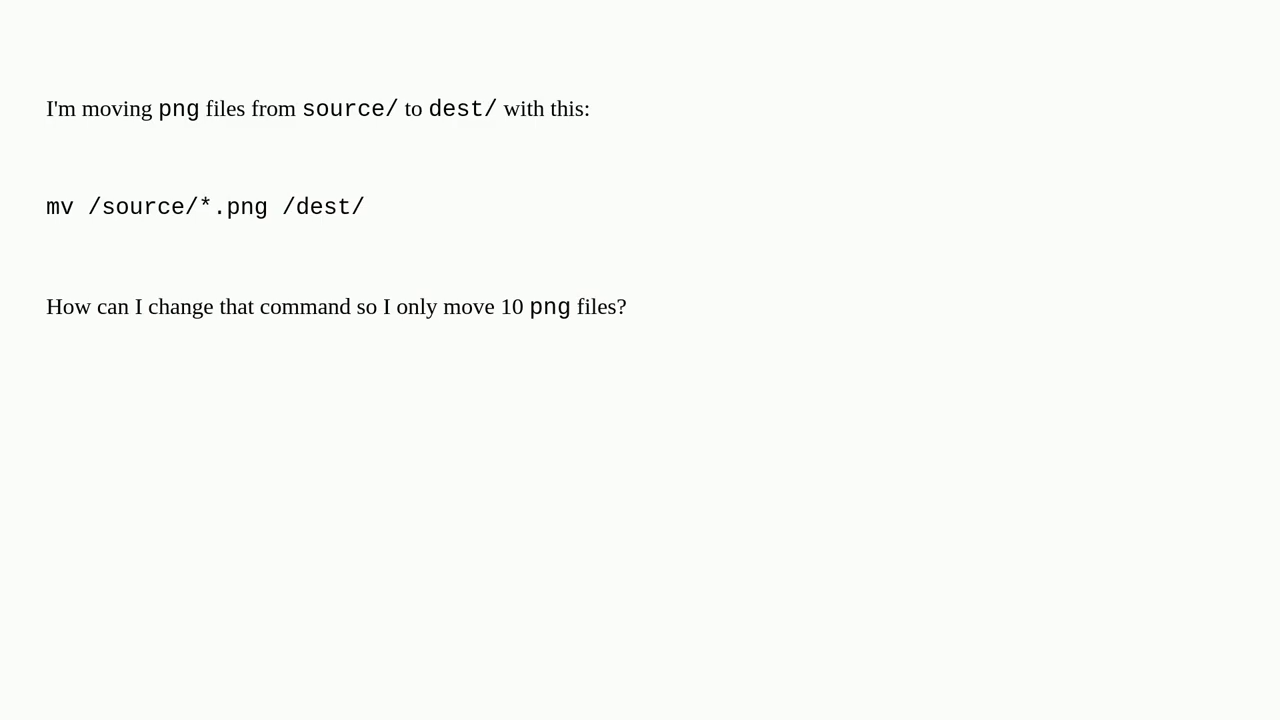 I'm moving png files from source/ to dest/ with this:
mv /source/*.png /dest/
How can I change that command so I only move 10 png files?